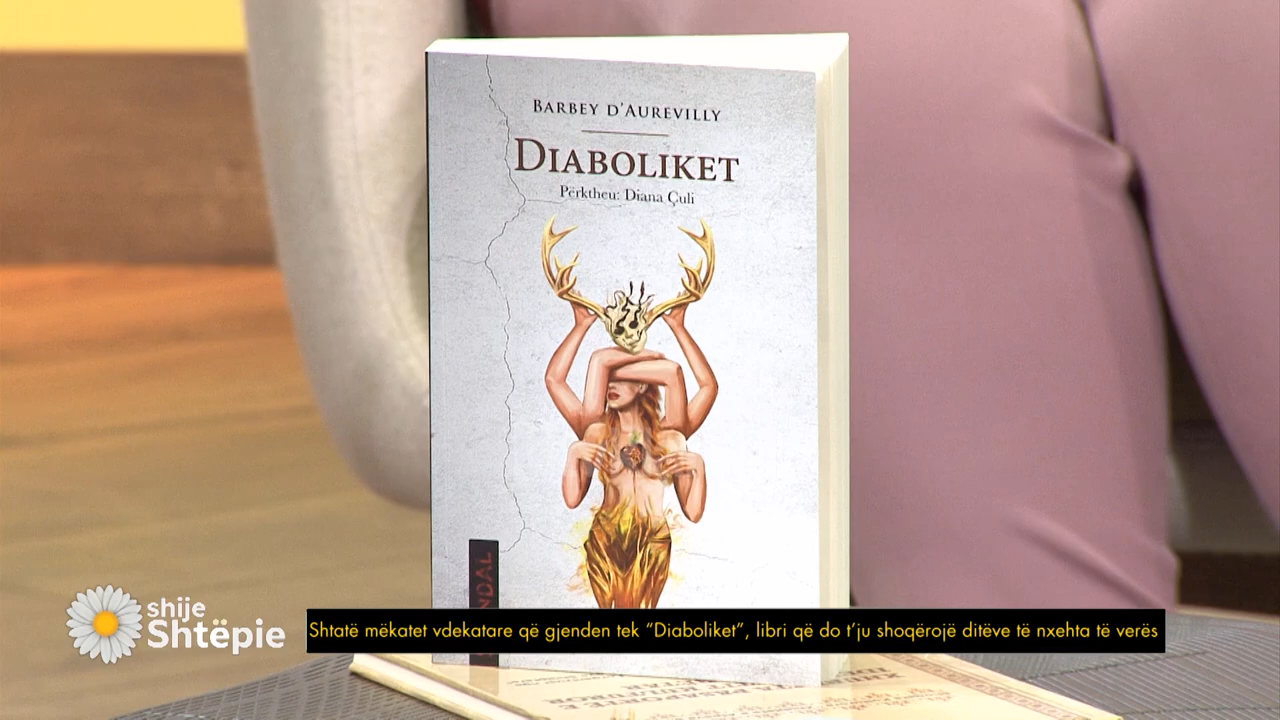 BARBEY D'AUREVILLY
DIABOLIKET
Përktheu: Diana Çuli
NDAL
shije
Shtëpie
Shtatë mëkatet vdekatare që gjenden tek “Diaboliket”, libri që do t’ju shoqërojë ditëve të nxehta të verës